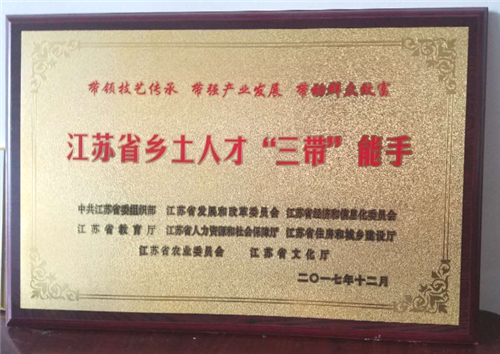 带领技艺传承 带强产业发展 带动群众致富
江苏省乡土人才“三带”能手
中共江苏省委组织部 江苏省发展和改革委员会 江苏省经济和信息化委员会
江苏省教育厅 江苏省人力资源和社会保障厅 江苏省住房和城乡建设厅
江苏省农业委员会 江苏省文化厅
二〇一七年十二月